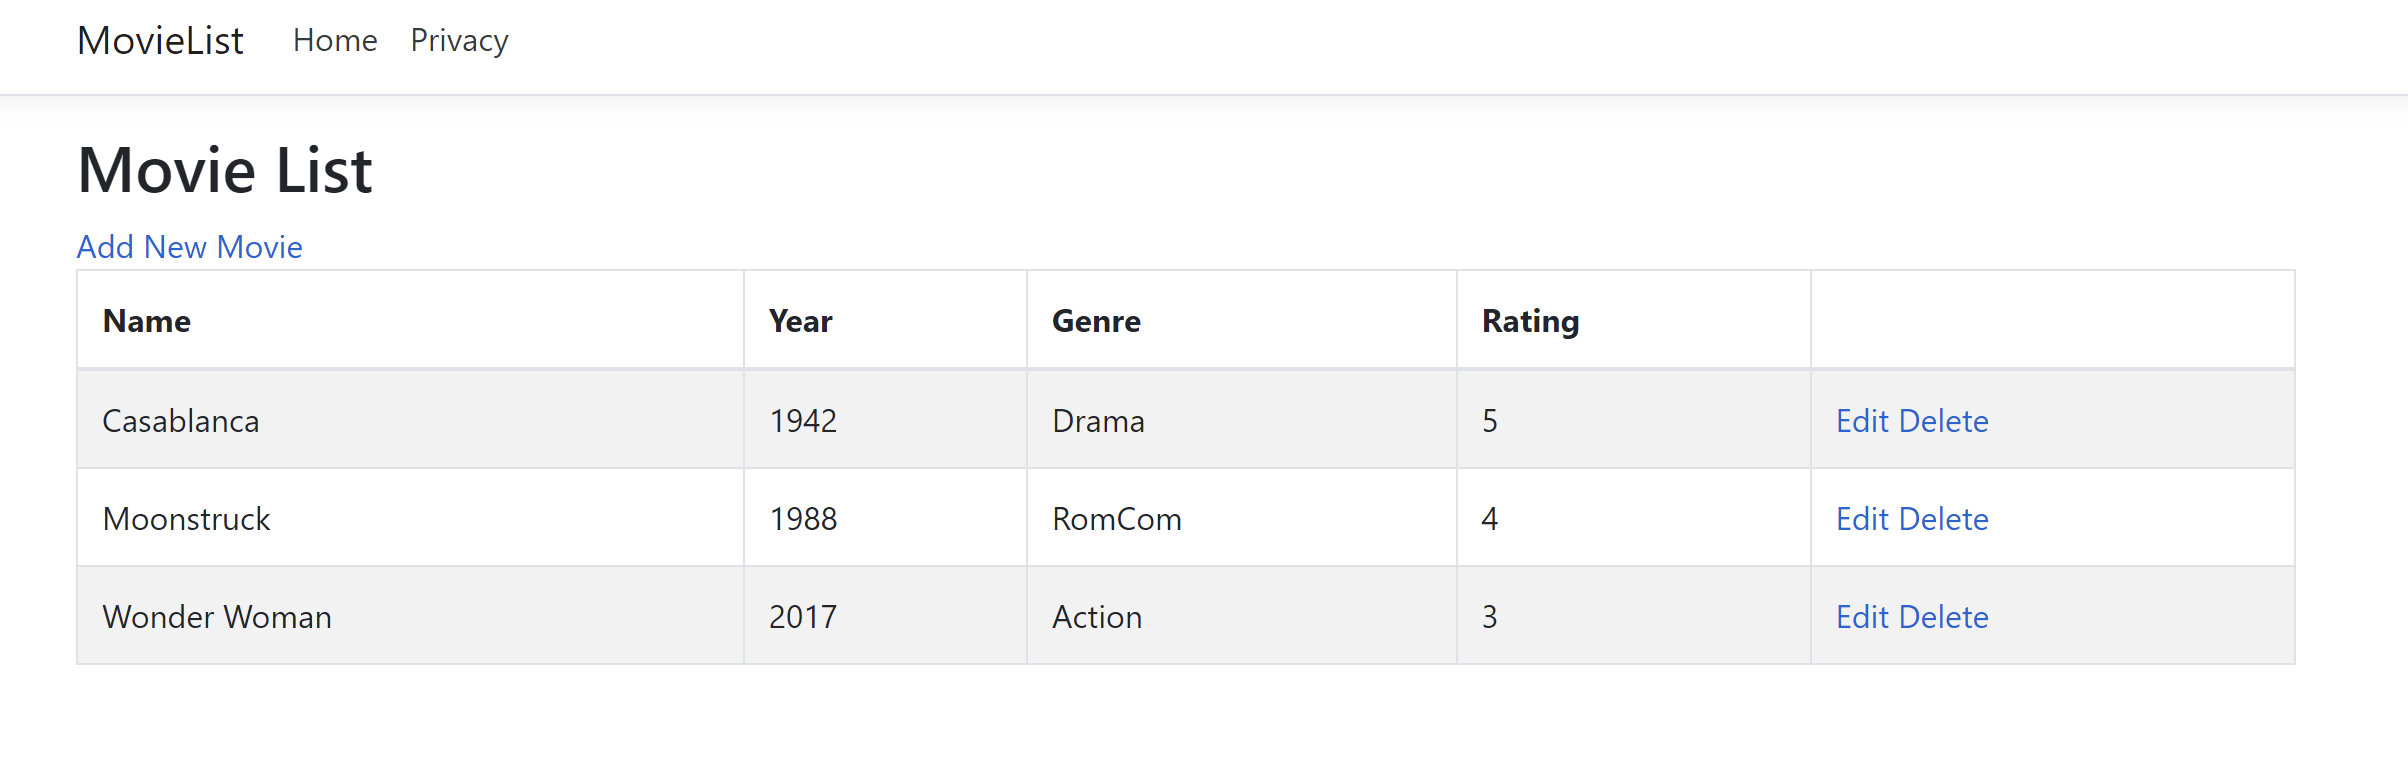 MovieList Home Privacy
Movie List
Add New Movie
Name Year Genre Rating
Casablanca 1942 Drama 5 Edit Delete
Moonstruck 1988 RomCom 4 Edit Delete
Wonder Woman 2017 Action 3 Edit Delete